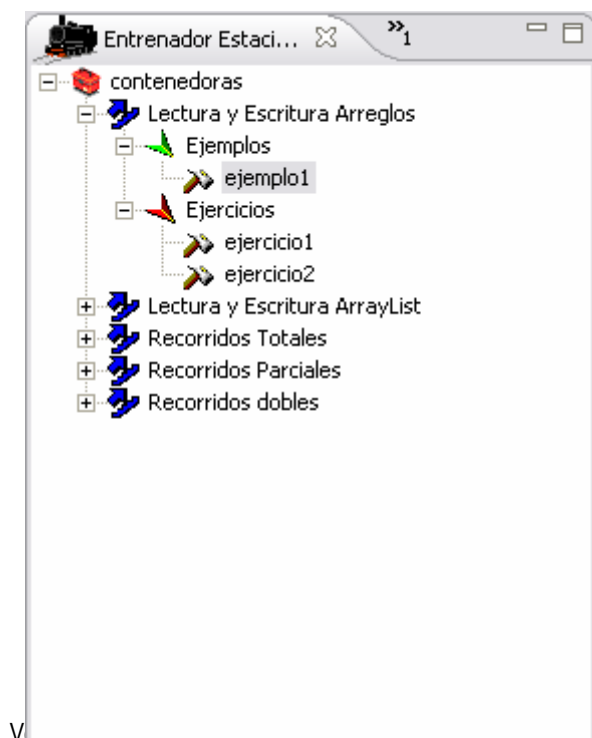 Entrenador Estaci... »1
contenedoras
Lectura y Escritura Arreglos
Ejemplos
ejemplo1
Ejercicios
ejercicio1
ejercicio2
Lectura y Escritura ArrayList
Recorridos Totales
Recorridos Parciales
Recorridos dobles
V